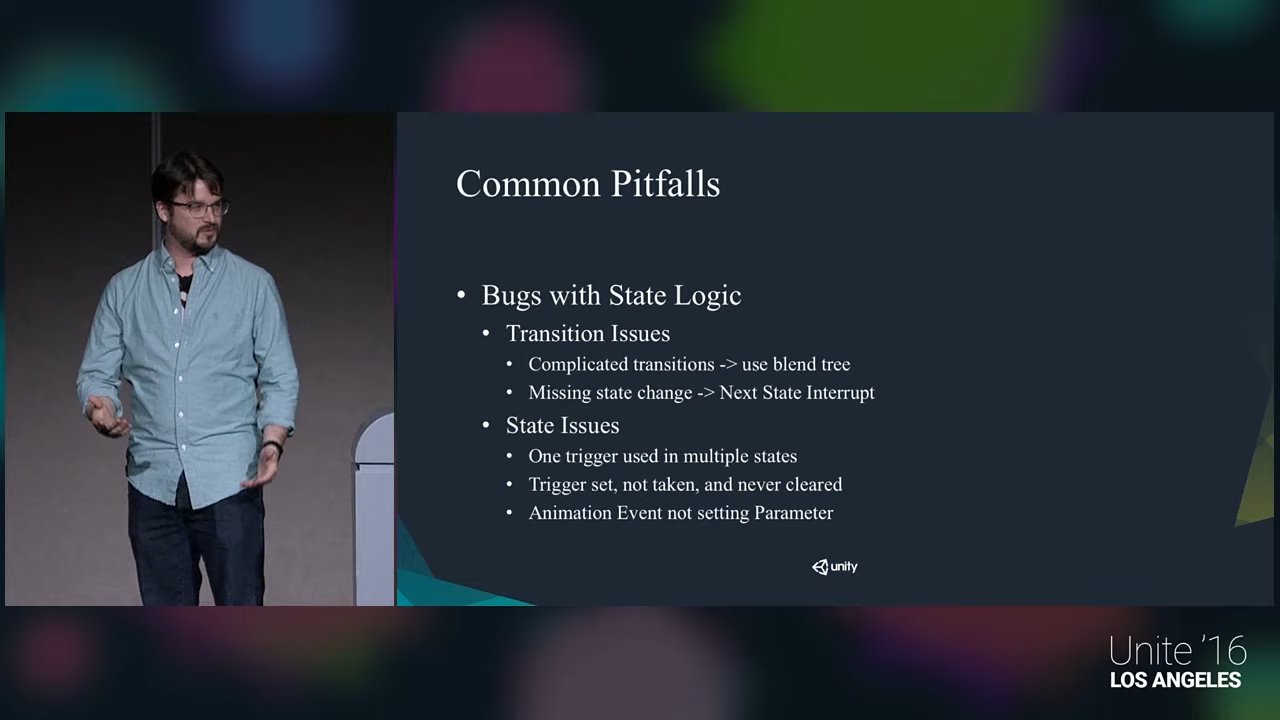 Common Pitfalls
• Bugs with State Logic
• Transition Issues
• Complicated transitions -> use blend tree
• Missing state change -> Next State Interrupt
• State Issues
• One trigger used in multiple states
• Trigger set, not taken, and never cleared
• Animation Event not setting Parameter
unity
Unite '16
LOS ANGELES